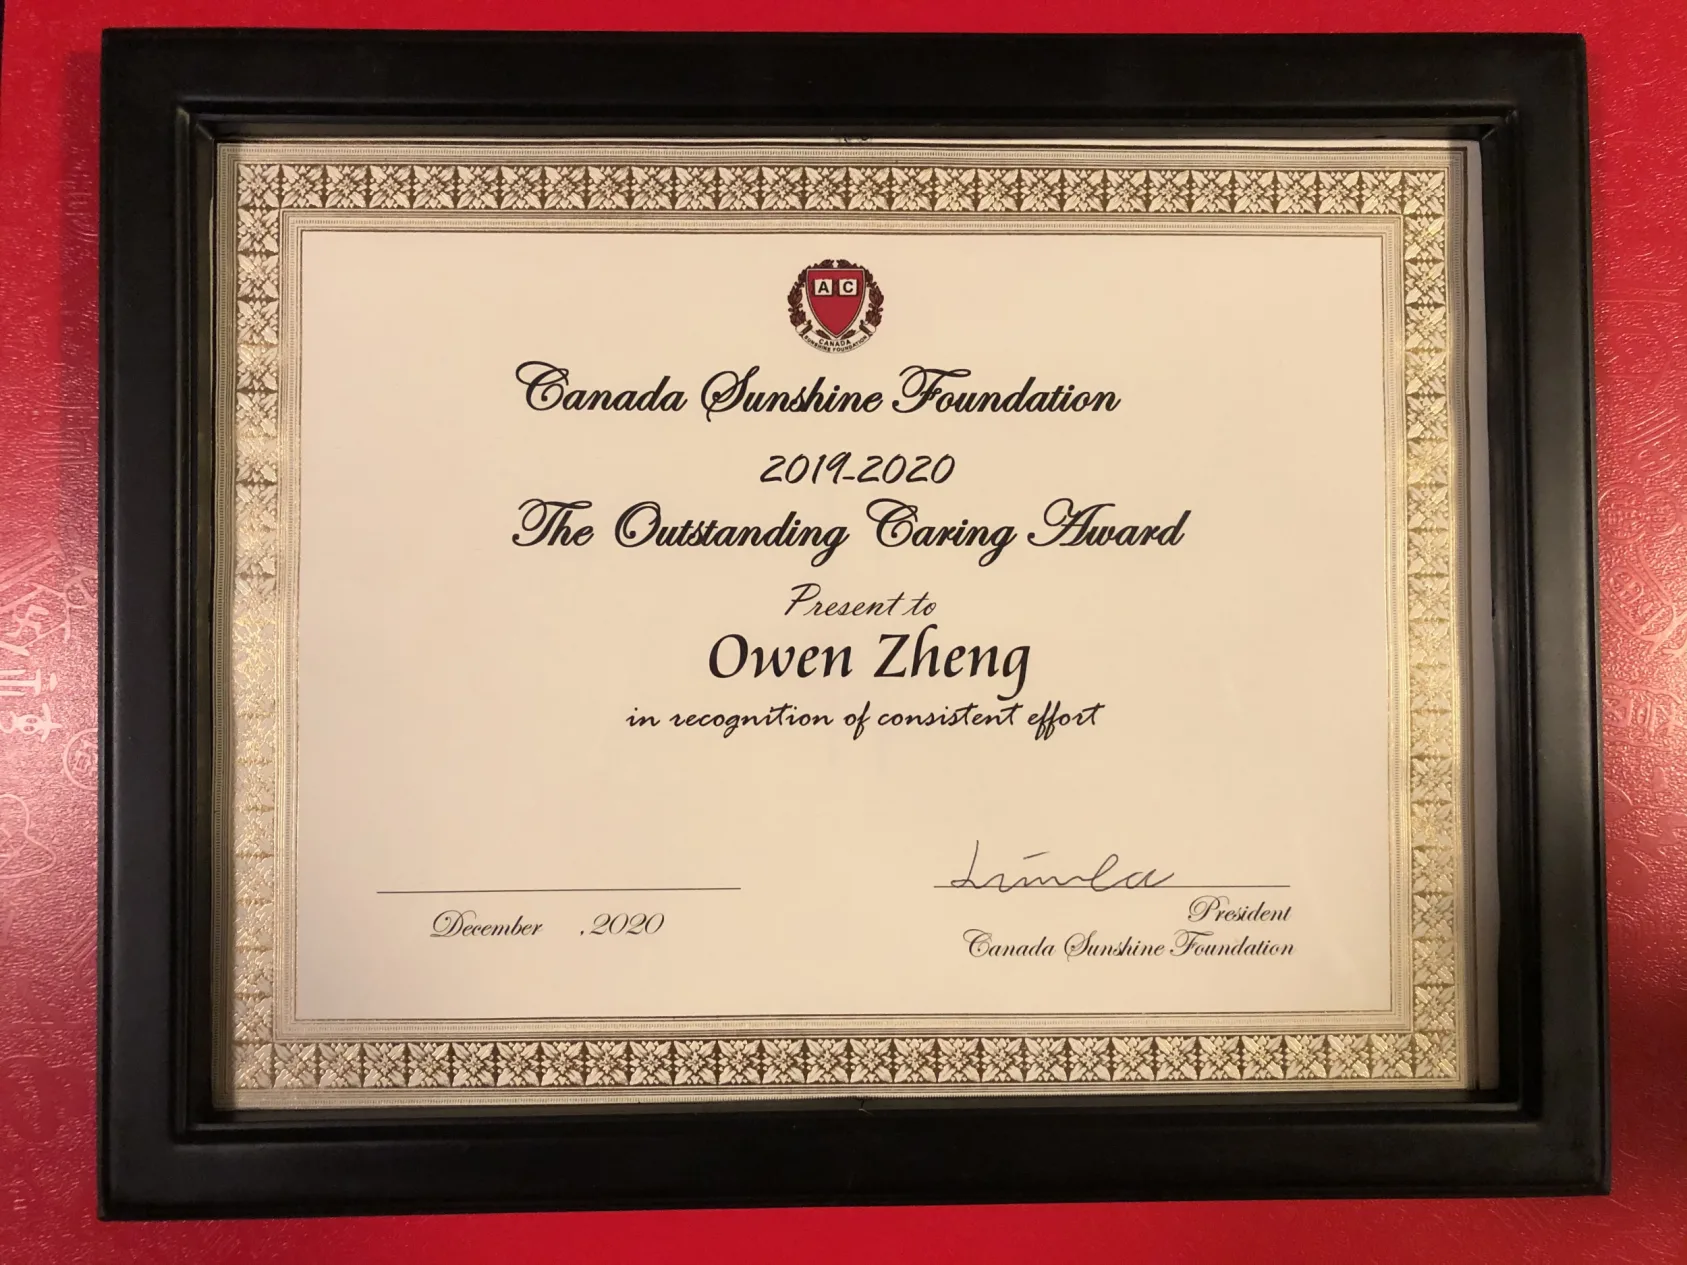 A C
CANADA
SUNSHINE FOUNDATION
Canada Sunshine Foundation
2019-2020
The Outstanding Caring Award
Present to
Owen Zheng
in recognition of consistent effort
December ,2020
President
Canada Sunshine Foundation